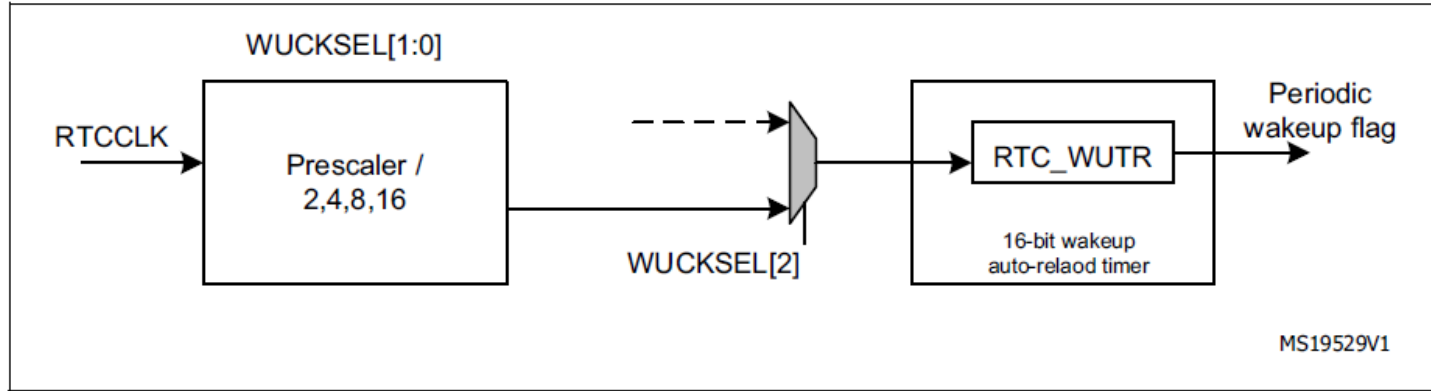 WUCKSEL[1:0]
RTCCLK
Prescaler /
2,4,8,16
WUCKSEL[2]
RTC_WUTR
16-bit wakeup
auto-relaod timer
Periodic
wakeup flag
MS19529V1